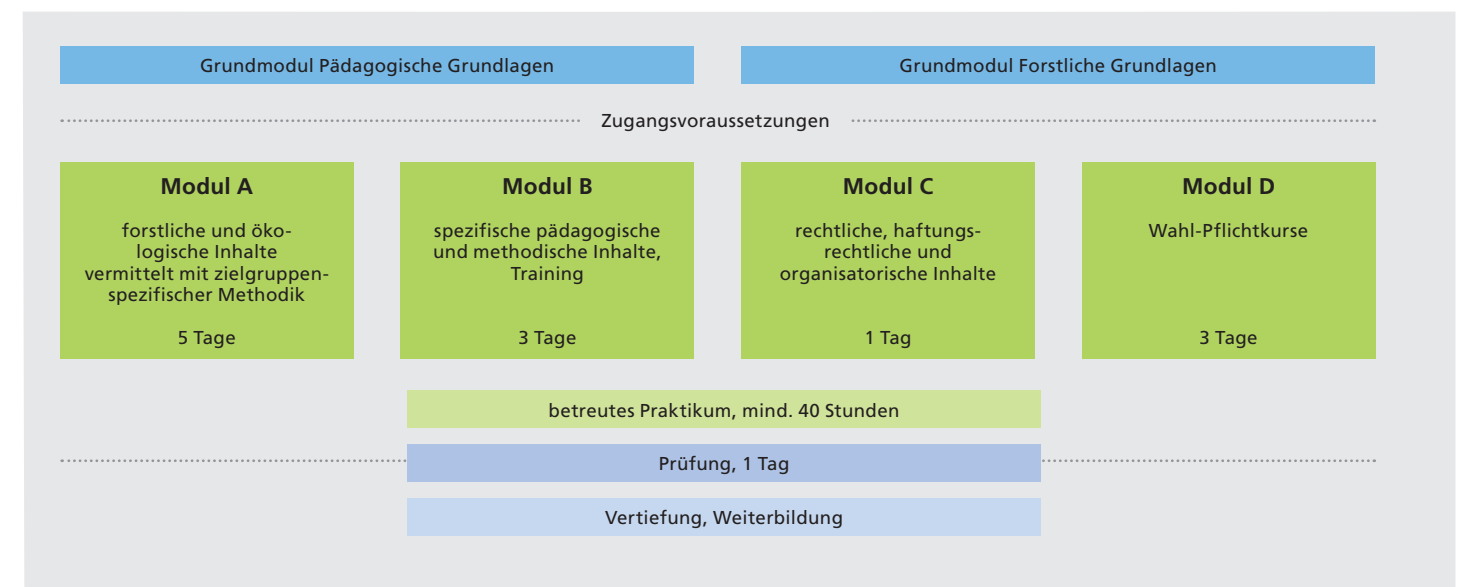 Grundmodul Pädagogische Grundlagen
Grundmodul Forstliche Grundlagen
Zugangsvoraussetzungen
Modul A
forstliche und öko-
logische Inhalte
vermittelt mit zielgruppen-
spezifischer Methodik
5 Tage
Modul B
spezifische pädagogische
und methodische Inhalte,
Training
3 Tage
Modul C
rechtliche, haftungs-
rechtliche und
organisatorische Inhalte
1 Tag
Modul D
Wahl-Pflichtkurse
3 Tage
betreutes Praktikum, mind. 40 Stunden
Prüfung, 1 Tag
Vertiefung, Weiterbildung